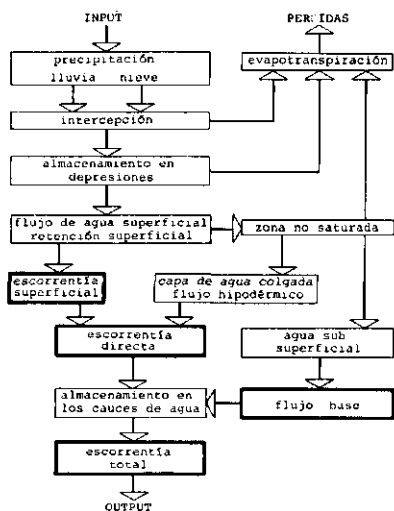 INPUT
PERDIDAS
precipitación
lluvia nieve
evapotranspiración
intercepción
almacenamiento en
depresiones
flujo de agua superficial
retención superficial
zona no saturada
escorrentía
superficial
capa de agua colgada
flujo hipodérmico
escorrentía
directa
agua sub
superficial
almacenamiento en
los cauces de agua
flujo base
escorrentía
total
OUTPUT